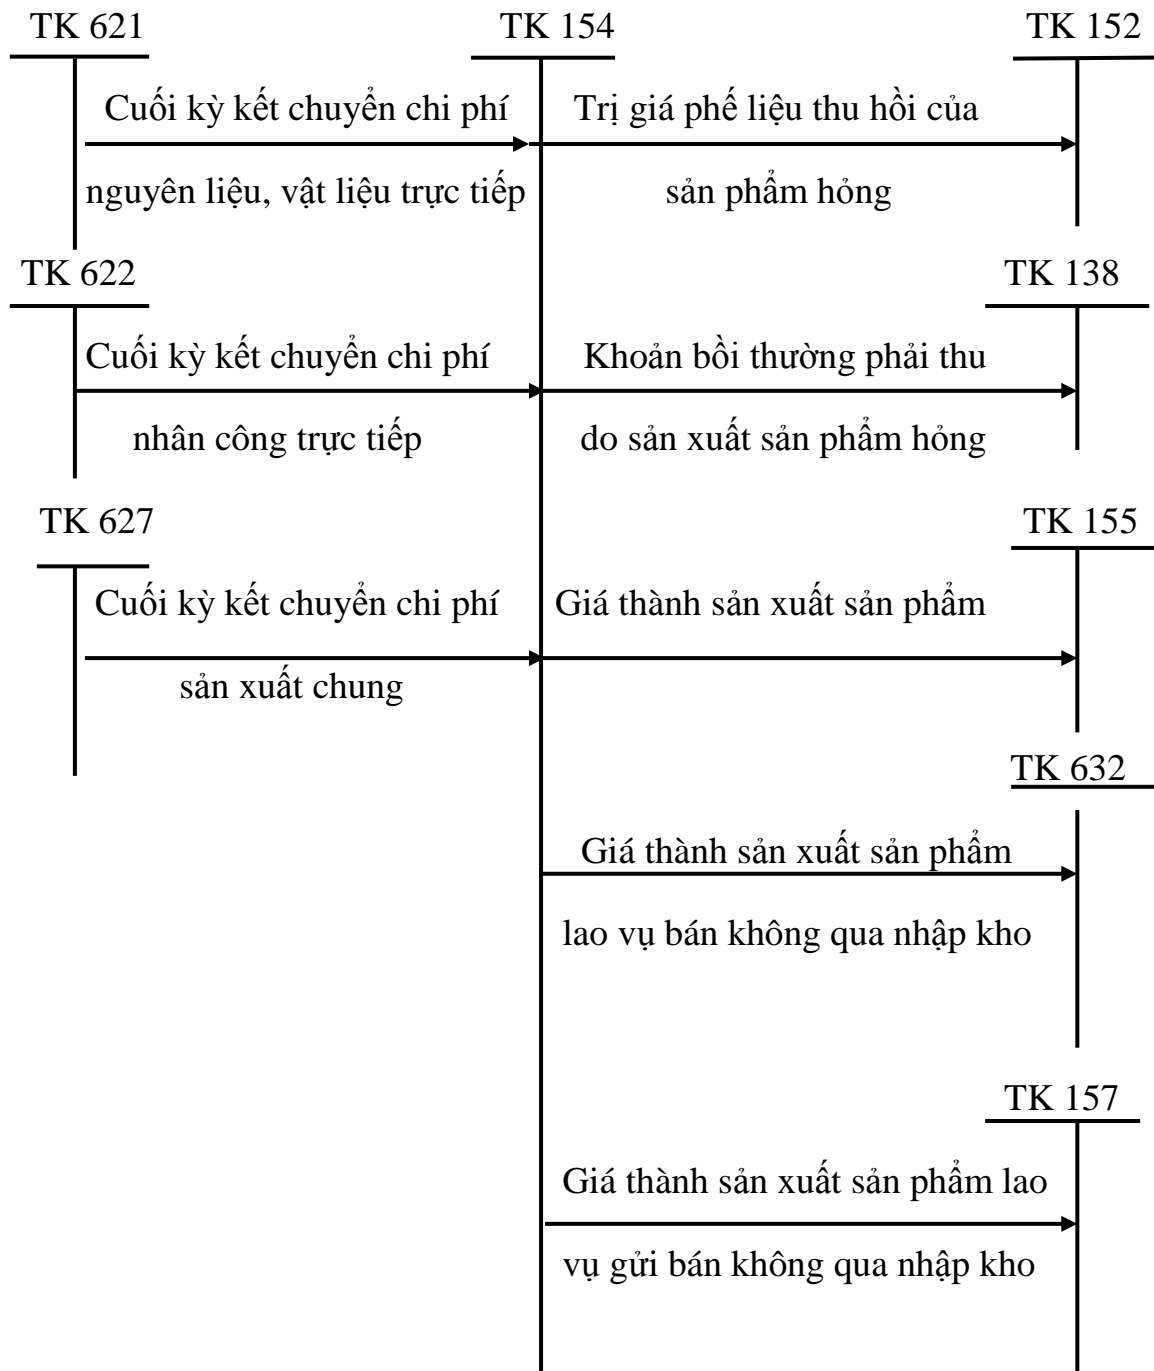 TK 621
TK 154
TK 152
Cuối kỳ kết chuyển chi phí
Trị giá phế liệu thu hồi của
nguyên liệu, vật liệu trực tiếp
sản phẩm hỏng
TK 622
TK 138
Cuối kỳ kết chuyển chi phí
Khoản bồi thường phải thu
nhân công trực tiếp
do sản xuất sản phẩm hỏng
TK 627
TK 155
Cuối kỳ kết chuyển chi phí
Giá thành sản xuất sản phẩm
sản xuất chung
TK 632
Giá thành sản xuất sản phẩm
lao vụ bán không qua nhập kho
TK 157
Giá thành sản xuất sản phẩm lao
vụ gửi bán không qua nhập kho